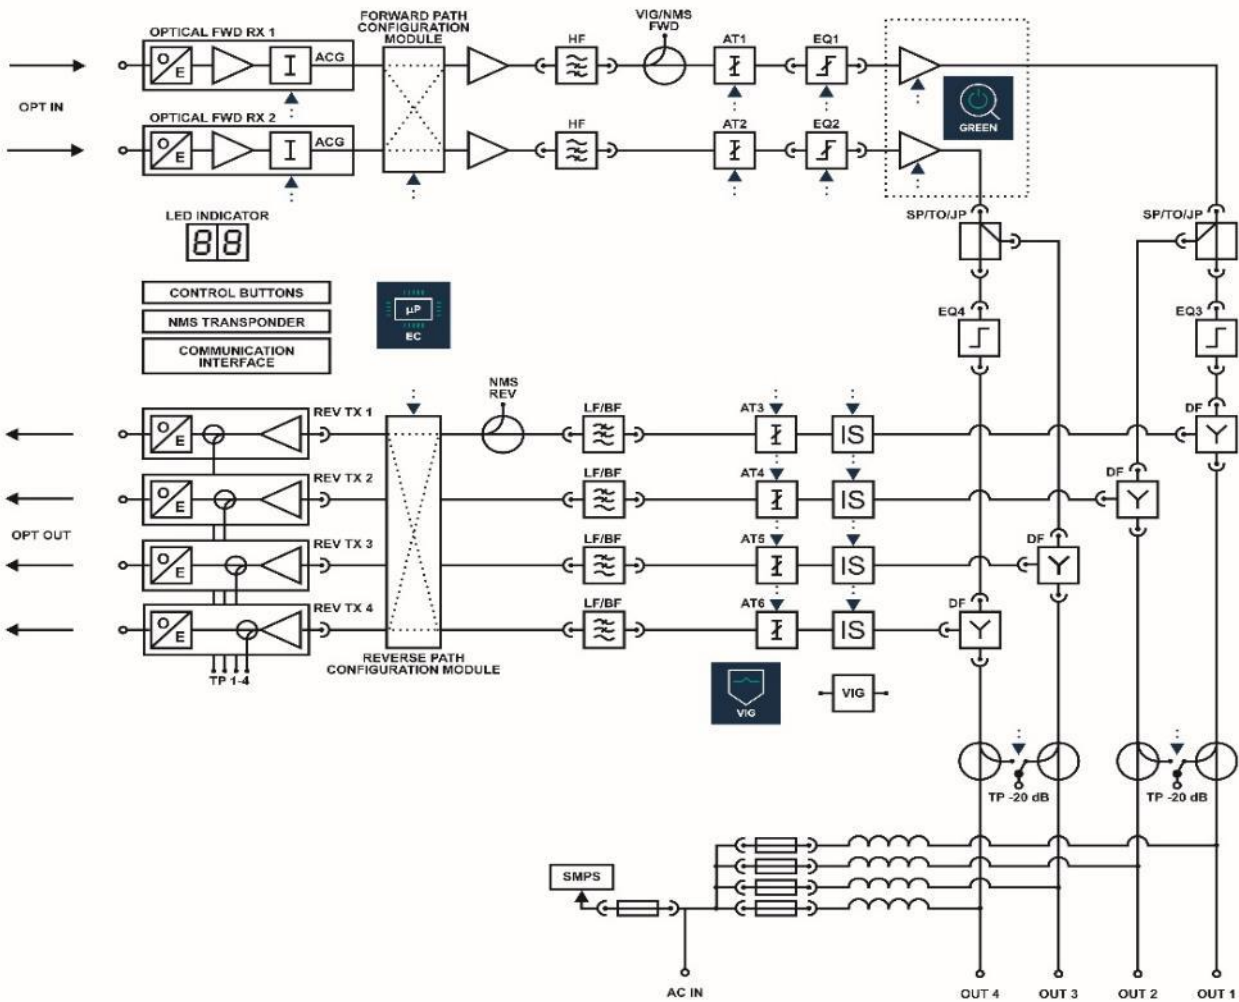 FORWARD PATH
CONFIGURATION
MODULE
VIG/NMS
FWD
OPTICAL FWD RX 1
O
E
I
ACG
HF
AT1
EQ1
OPT IN
GREEN
OPTICAL FWD RX 2
O
E
I
ACG
HF
AT2
EQ2
LED INDICATOR
88
SP/TO/JP
SP/TO/JP
CONTROL BUTTONS
NMS TRANSPONDER
COMMUNICATION
INTERFACE
µP
EC
EQ4
EQ3
NMS
REV
REV TX 1
O
E
LF/BF
AT3
IS
DF
Y
REV TX 2
O
E
LF/BF
AT4
IS
DF
Y
OPT OUT
REV TX 3
O
E
LF/BF
AT5
IS
DF
Y
REV TX 4
O
E
LF/BF
AT6
IS
DF
Y
TP 1-4
REVERSE PATH
CONFIGURATION MODULE
VIG
VIG
TP -20 dB
TP -20 dB
SMPS
AC IN
OUT 4
OUT 3
OUT 2
OUT 1